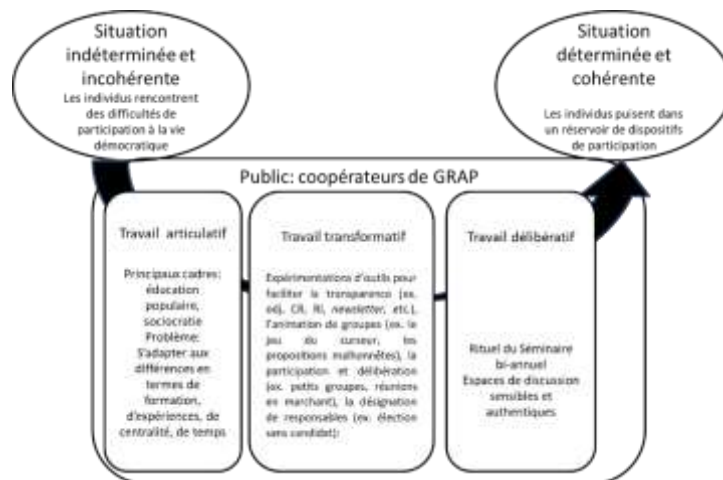 Situation
indéterminée et
incohérente
Les individus rencontrent
des difficultés de
participation à la vie
démocratique
Situation
déterminée et
cohérente
Les individus puisent dans
un réservoir de dispositifs
de participation
Public: coopérateurs de GRAP
Travail articulatif
Principaux cadres:
éducation
populaire,
sociocratie
Problème:
S'adapter aux
différences en
termes de
formation,
d'expériences, de
centralité, de temps
Travail transformatif
Expérimentations d'outils pour
faciliter la transparence (ex.
odj, CR, RI, newsletter, etc.),
l'animation de groupes (ex. le
jeu du curseur, les
propositions malhonnêtes), la
participation et délibération
(ex. petits groupes, réunions
en marchant), la désignation
de responsables (ex. élection
sans candidat);
Travail délibératif
Rituel du Séminaire
bi-annuel
Espaces de discussion
sensibles et
authentiques